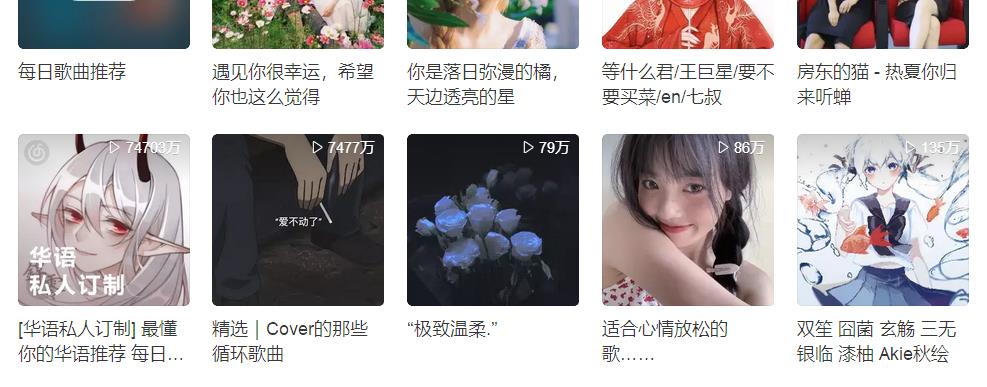 每日歌曲推荐
遇见你很幸运，希望
你也这么觉得
你是落日弥漫的橘，
天边透亮的星
等什么君/王巨星/要不
要买菜/en/七叔
房东的猫 - 热夏你归
来听蝉
74703万
华语
私人订制
7477万
“爱不动了”
79万
86万
135万
[华语私人订制] 最懂
你的华语推荐 每日...
精选｜Cover的那些
循环歌曲
“极致温柔.”
适合心情放松的
歌……
双笙 囧菌 玄觞 三无
银临 漆柚 Akie秋绘